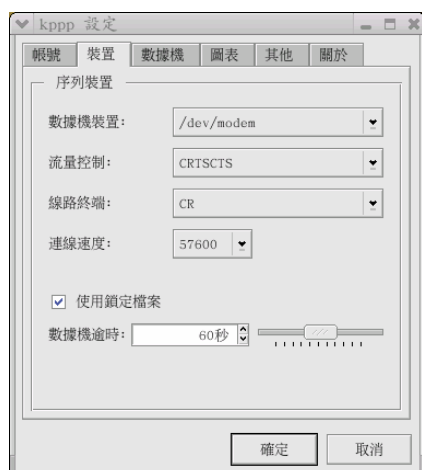 kppp 設定
帳號 裝置 數據機 圖表 其他 關於
序列裝置
數據機裝置: /dev/modem
流量控制: CRTSCTS
線路終端: CR
連線速度: 57600
使用鎖定檔案
數據機逾時: 60秒
確定 取消